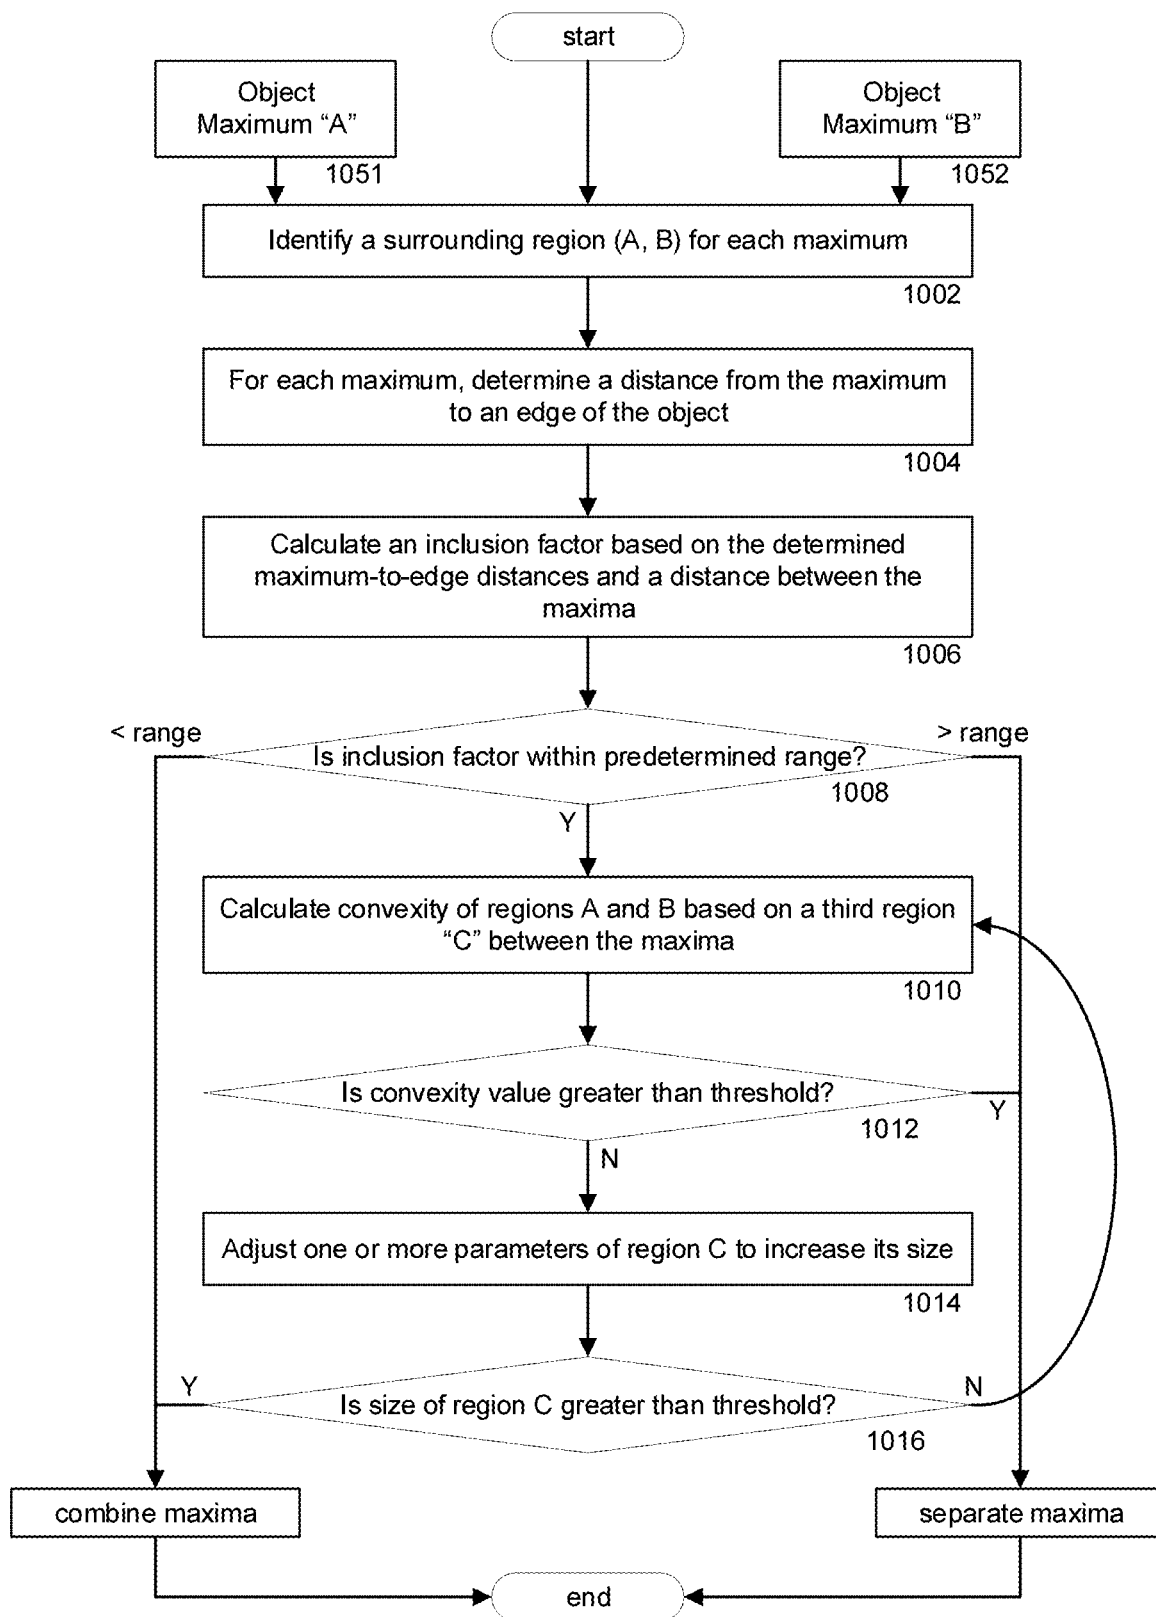 start
Object
Maximum “A”
1051
Object
Maximum “B”
1052
Identify a surrounding region (A, B) for each maximum
1002
For each maximum, determine a distance from the maximum
to an edge of the object
1004
Calculate an inclusion factor based on the determined
maximum-to-edge distances and a distance between the
maxima
1006
< range
> range
Is inclusion factor within predetermined range?
1008
Y
Calculate convexity of regions A and B based on a third region
“C” between the maxima
1010
Is convexity value greater than threshold?
1012
Y
N
Adjust one or more parameters of region C to increase its size
1014
Y
N
Is size of region C greater than threshold?
1016
combine maxima
separate maxima
end